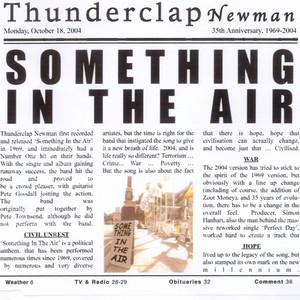 Thunderclap Newman
Monday, October 18, 2004
35th Anniversary, 1969-2004
SOMETHING
IN THE AIR
Thunderclap Newman first recorded
and released 'Something In the Air'
in 1969, and immediately had a
Number One hit on their hands.
With the single and album gaining
runaway success, the band hit the
road and proved to
be a crowd pleaser, with guitarist
Pete Goodall joining the action.
The band was
originally put together by
Pete Townsend, although he did
not perform with the band.
CIVIL UNREST
'Something In The Air' is a political
anthem, that has been performed
numerous times since 1969, covered
by numerous and very diverse
artistes, but the time is right for the
band that instigated the song to give
it a new breath of life. 2004, and is
life really so different? Terrorism ...
Crime... War ... Poverty ...
But the song is also about the fact
SOME
THING
IN THE
AIR
that there is hope, hope that
civilisation can actually change,
and become just that ... Civilised.
WAR
The 2004 version has tried to stick to
the spirit of the 1969 version, but
obviously with a line up change
(including of course, the addition of
Zoot Money), and 35 years of evolu-
tion, there has to be a change in the
overall feel. Producer, Simon
Hanhart, also the man behind the mas-
sive reworked single 'Perfect Day',
worked hard to create a track that
HOPE
lived up to the legacy of the song, but
also stamped its own mark on the new
millennium.
Weather 6
TV & Radio 28-29
Obituaries 32
Comment 36